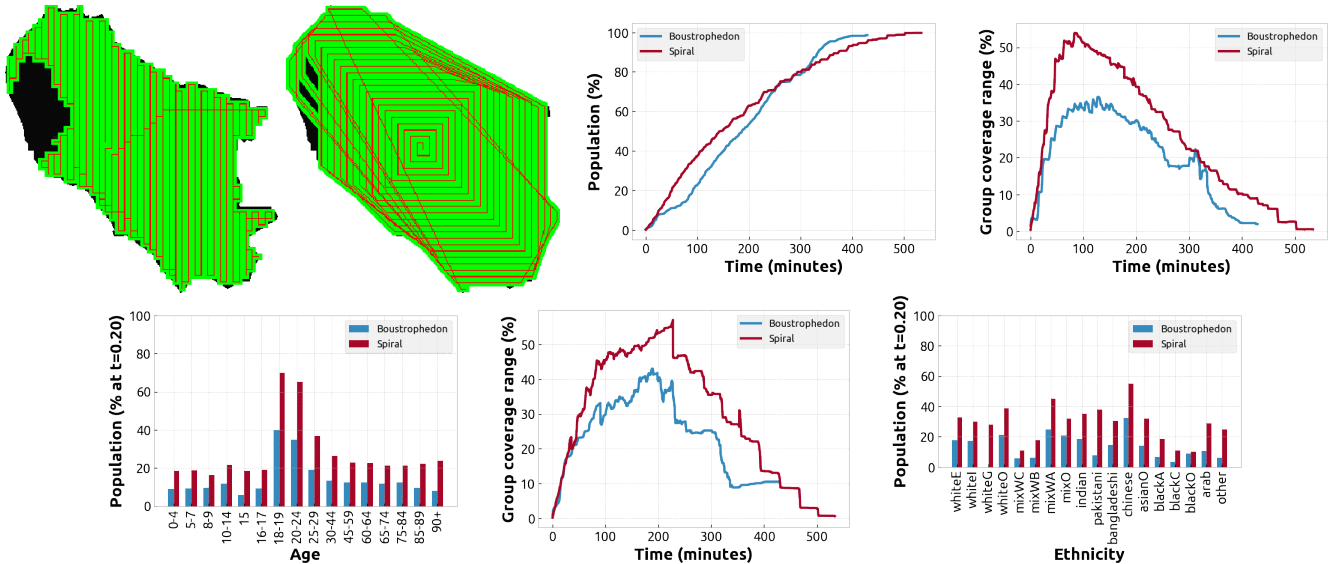 Population (%)
100
80
60
40
20
0
Boustrophedon
Spiral
0 100 200 300 400 500
Time (minutes)
Group coverage range (%)
50
40
30
20
10
0
Boustrophedon
Spiral
0 100 200 300 400 500
Time (minutes)
Population (% at t=0.20)
100
80
60
40
20
0
Boustrophedon
Spiral
0-4 5-7 8-9 10-14 15 16-17 18-19 20-24 25-29 30-44 45-59 60-64 65-74 75-84 85-89 90+
Age
Group coverage range (%)
50
40
30
20
10
0
Boustrophedon
Spiral
0 100 200 300 400 500
Time (minutes)
Population (% at t=0.20)
100
80
60
40
20
0
Boustrophedon
Spiral
whiteE whiteI whiteG whiteO mixWC mixWB mixWA mixO indian pakistani bangladeshi chinese asianO blackA blackC blackO arab other
Ethnicity